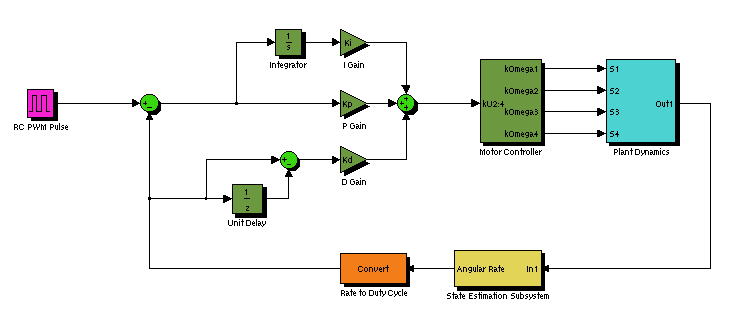 1
s
Ki
Integrator
I Gain
RC PWM Pulse
+
−
Kp
P Gain
+
+
+
kU2:4
kOmega1
kOmega2
kOmega3
kOmega4
Motor Controller
S1
S2
S3
S4
Out1
Plant Dynamics
+
−
Kd
D Gain
1
z
Unit Delay
Convert
Rate to Duty Cycle
Angular Rate
In1
State Estimation Subsystem